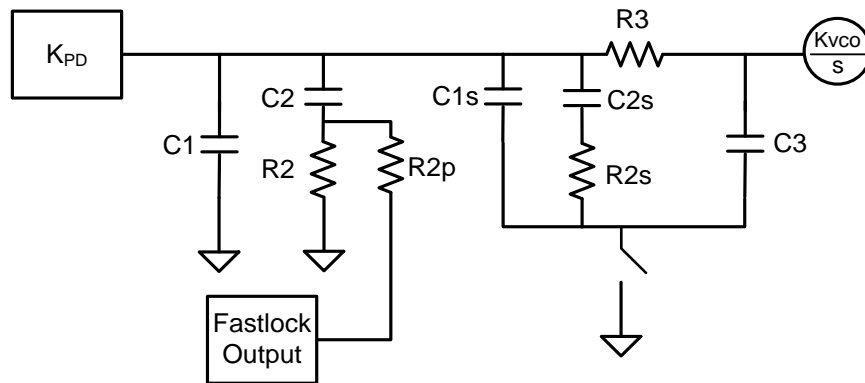 KPD
C1
C2
R2
R2p
Fastlock
Output
C1s
C2s
R2s
R3
C3
Kvco
s